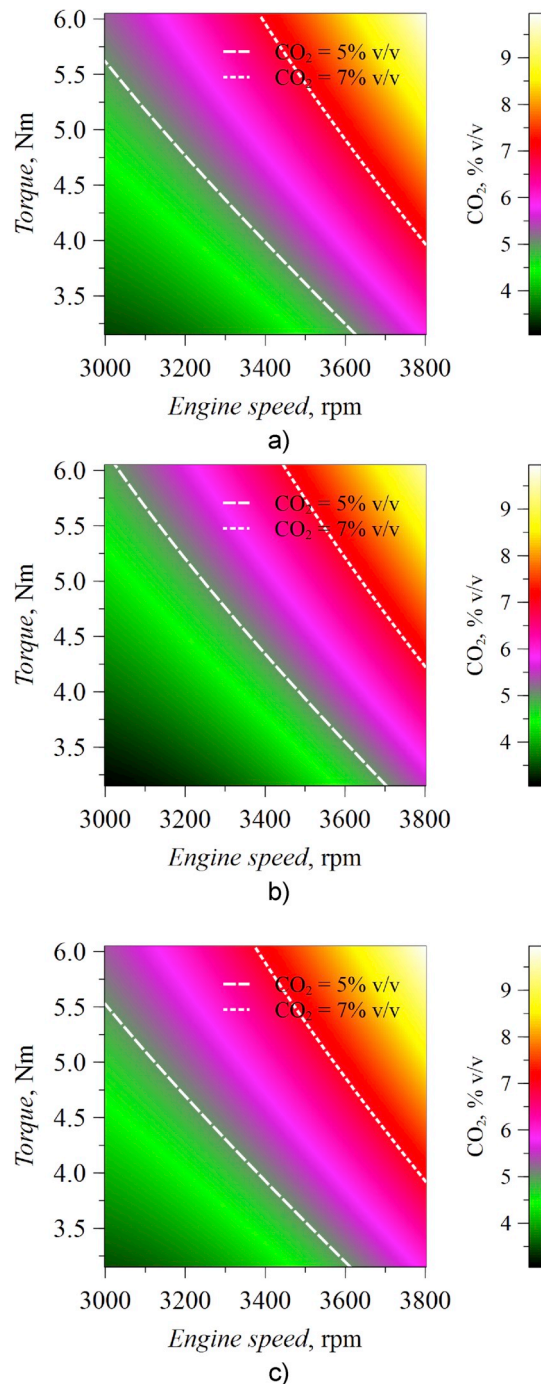 6.0
5.5
5.0
4.5
4.0
3.5
Torque, Nm
CO₂ = 5% v/v
CO₂ = 7% v/v
3000 3200 3400 3600 3800
Engine speed, rpm
9
8
7
6
5
4
CO₂, % v/v
a)
6.0
5.5
5.0
4.5
4.0
3.5
Torque, Nm
CO₂ = 5% v/v
CO₂ = 7% v/v
3000 3200 3400 3600 3800
Engine speed, rpm
9
8
7
6
5
4
CO₂, % v/v
b)
6.0
5.5
5.0
4.5
4.0
3.5
Torque, Nm
CO₂ = 5% v/v
CO₂ = 7% v/v
3000 3200 3400 3600 3800
Engine speed, rpm
9
8
7
6
5
4
CO₂, % v/v
c)